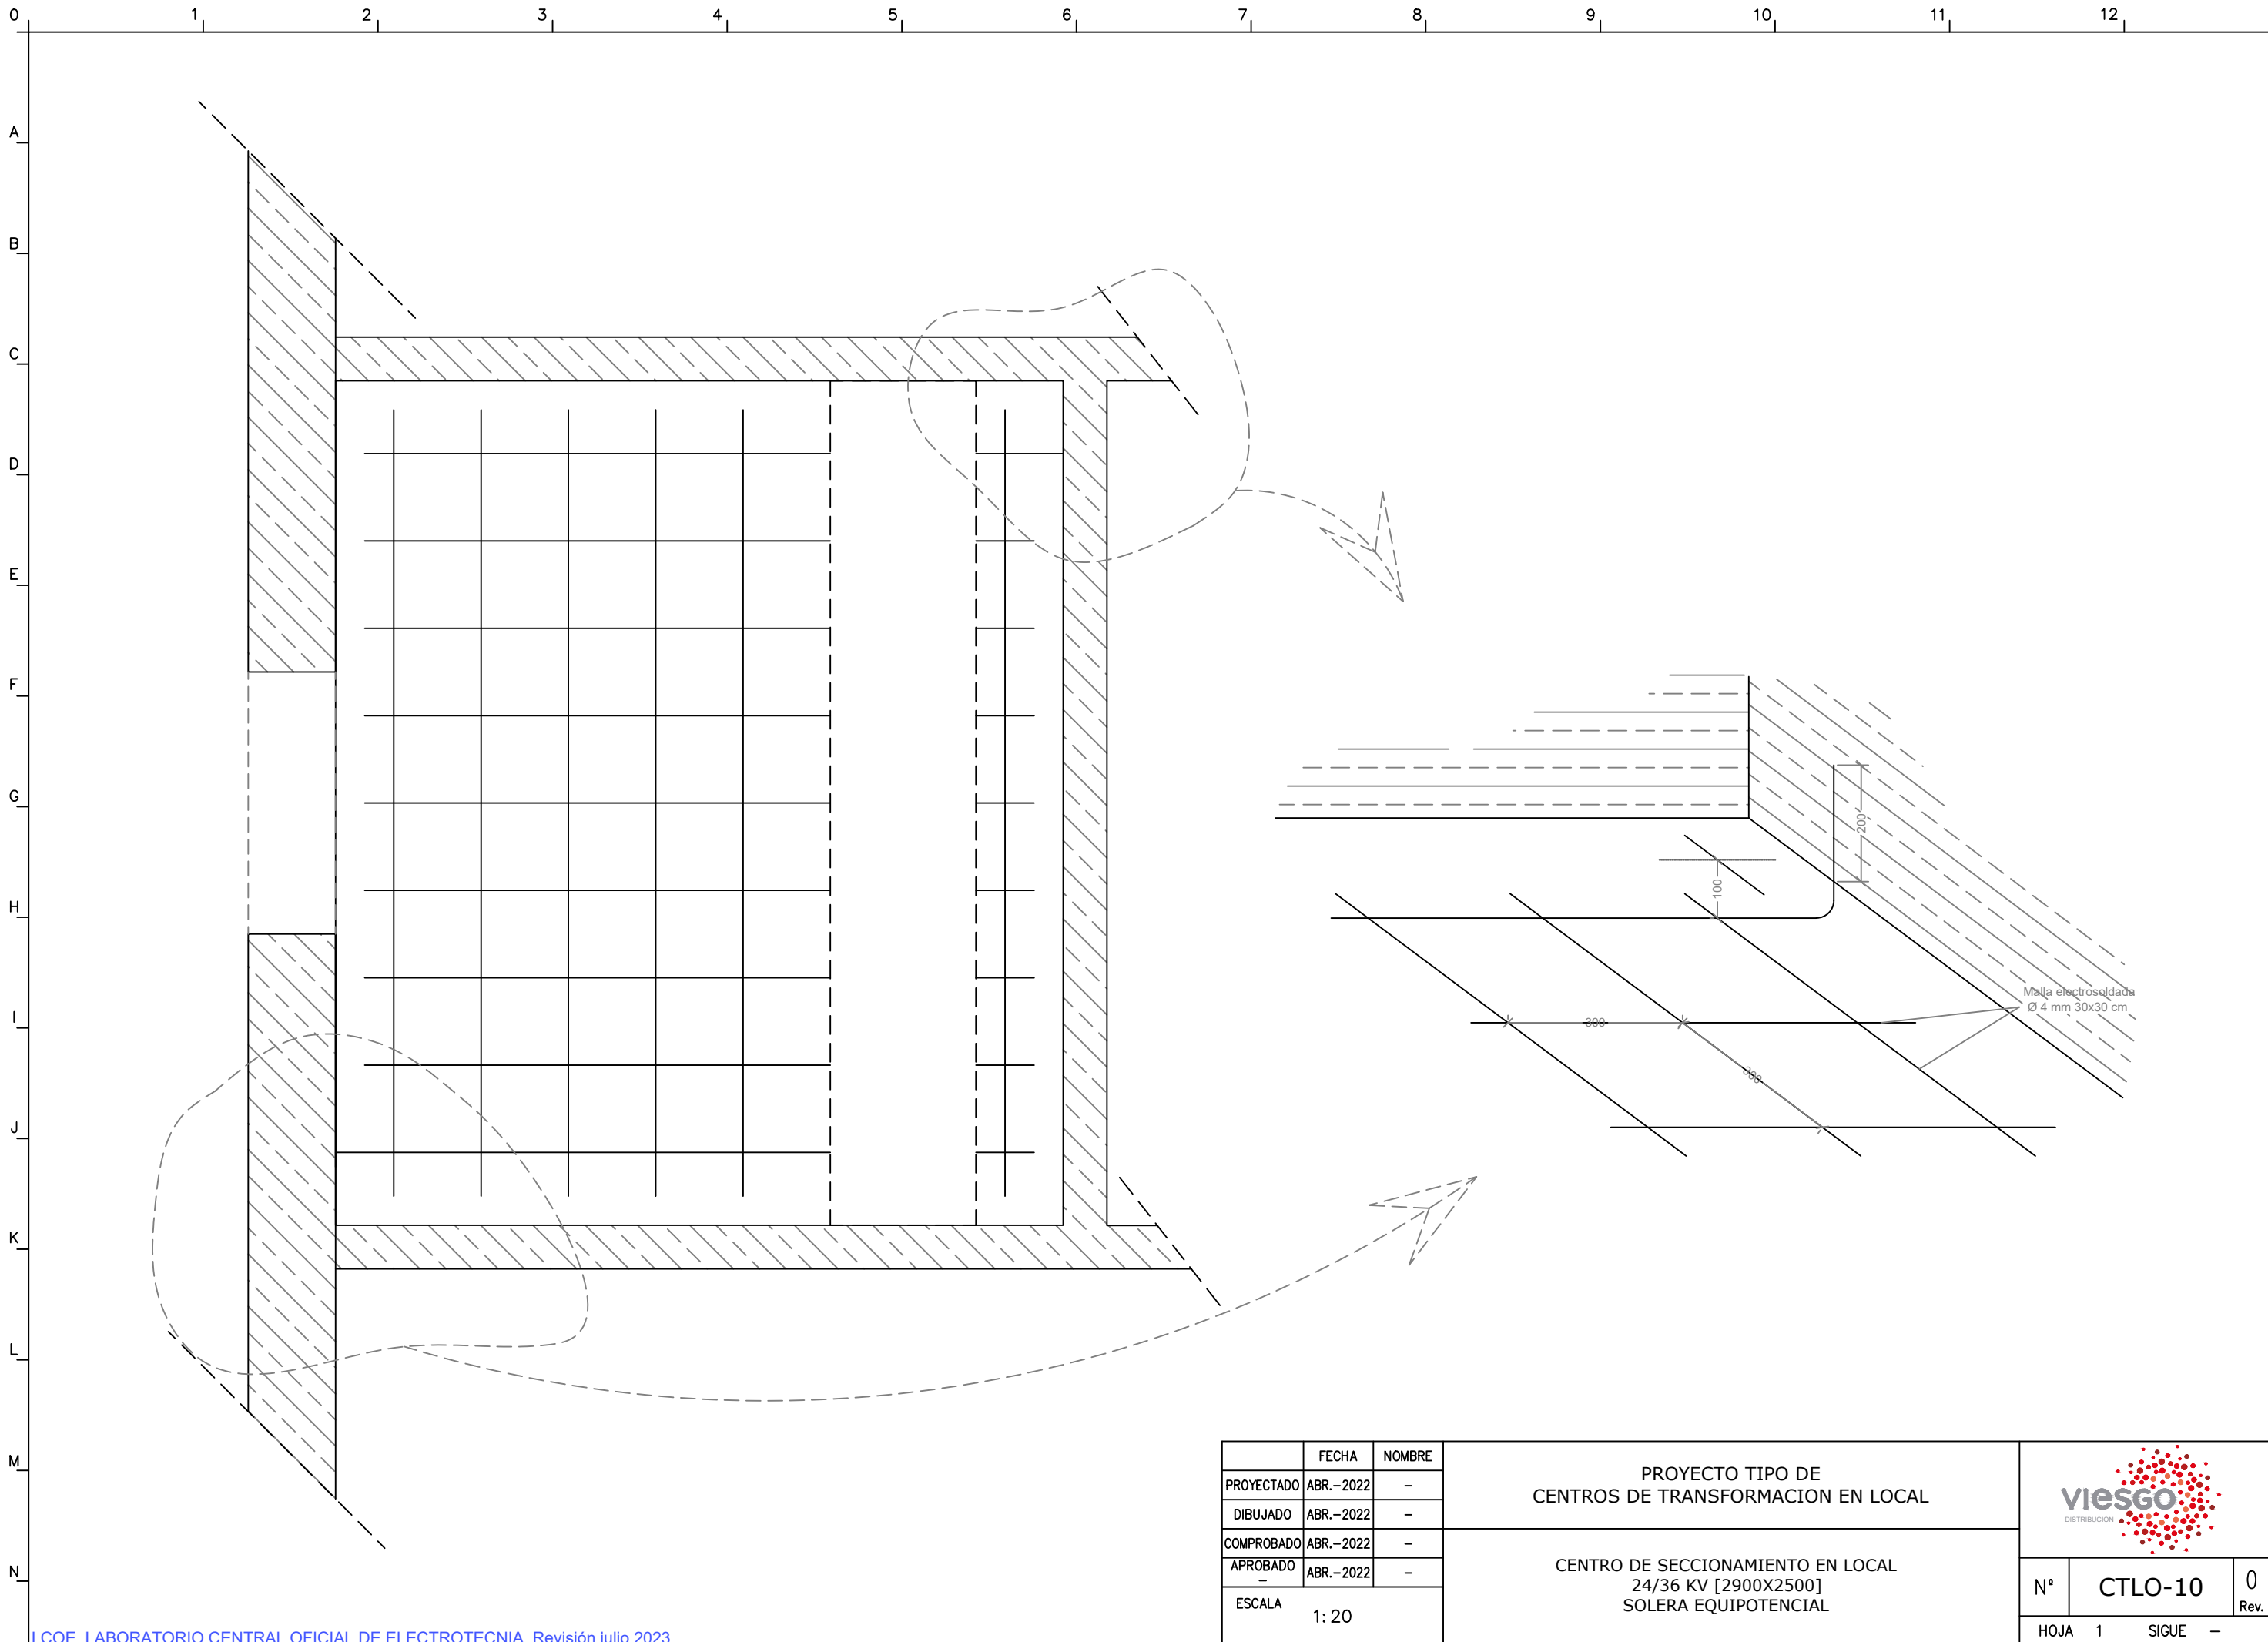 0 1 2 3 4 5 6 7 8 9 10 11 12
A
B
C
D
E
F
G
H
I
J
K
L
M
N
200
100
300
300
Malla electrosoldada
Ø 4 mm 30x30 cm
FECHA NOMBRE
PROYECTADO ABR.-2022 -
DIBUJADO ABR.-2022 -
COMPROBADO ABR.-2022 -
APROBADO - ABR.-2022 -
ESCALA
1:20
PROYECTO TIPO DE
CENTROS DE TRANSFORMACION EN LOCAL
CENTRO DE SECCIONAMIENTO EN LOCAL
24/36 KV [2900X2500]
SOLERA EQUIPOTENCIAL
viesgo
DISTRIBUCIÓN
Nº CTLO-10 0
Rev.
HOJA 1 SIGUE -
LCOE. LABORATORIO CENTRAL OFICIAL DE ELECTROTECNIA. Revisión julio 2023